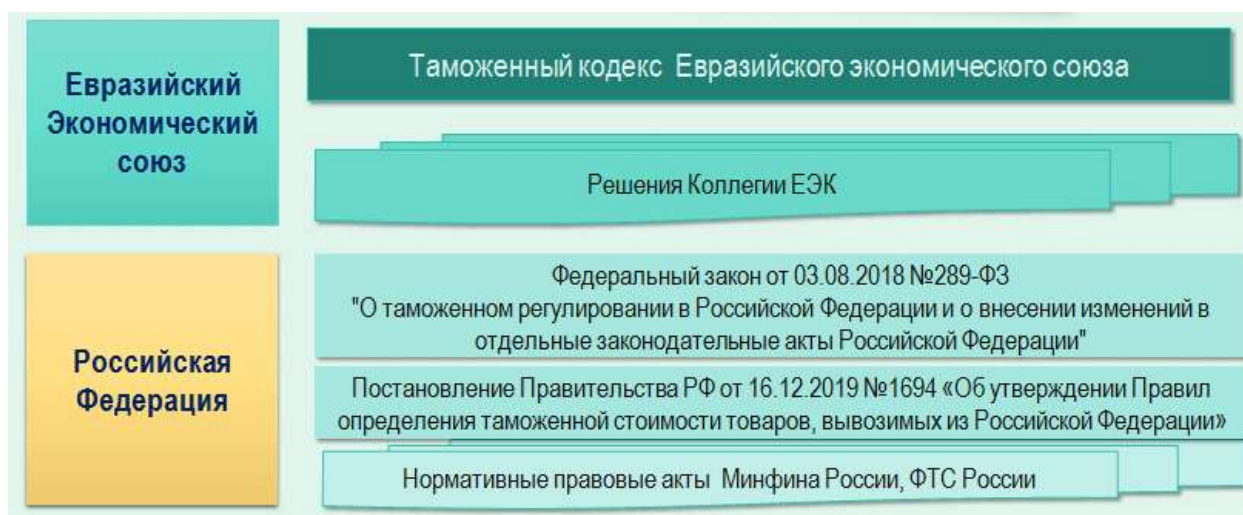 Евразийский
Экономический
союз
Таможенный кодекс Евразийского экономического союза
Решения Коллегии ЕЭК
Российская
Федерация
Федеральный закон от 03.08.2018 №289-ФЗ
"О таможенном регулировании в Российской Федерации и о внесении изменений в
отдельные законодательные акты Российской Федерации"
Постановление Правительства РФ от 16.12.2019 №1694 «Об утверждении Правил
определения таможенной стоимости товаров, вывозимых из Российской Федерации»
Нормативные правовые акты Минфина России, ФТС России